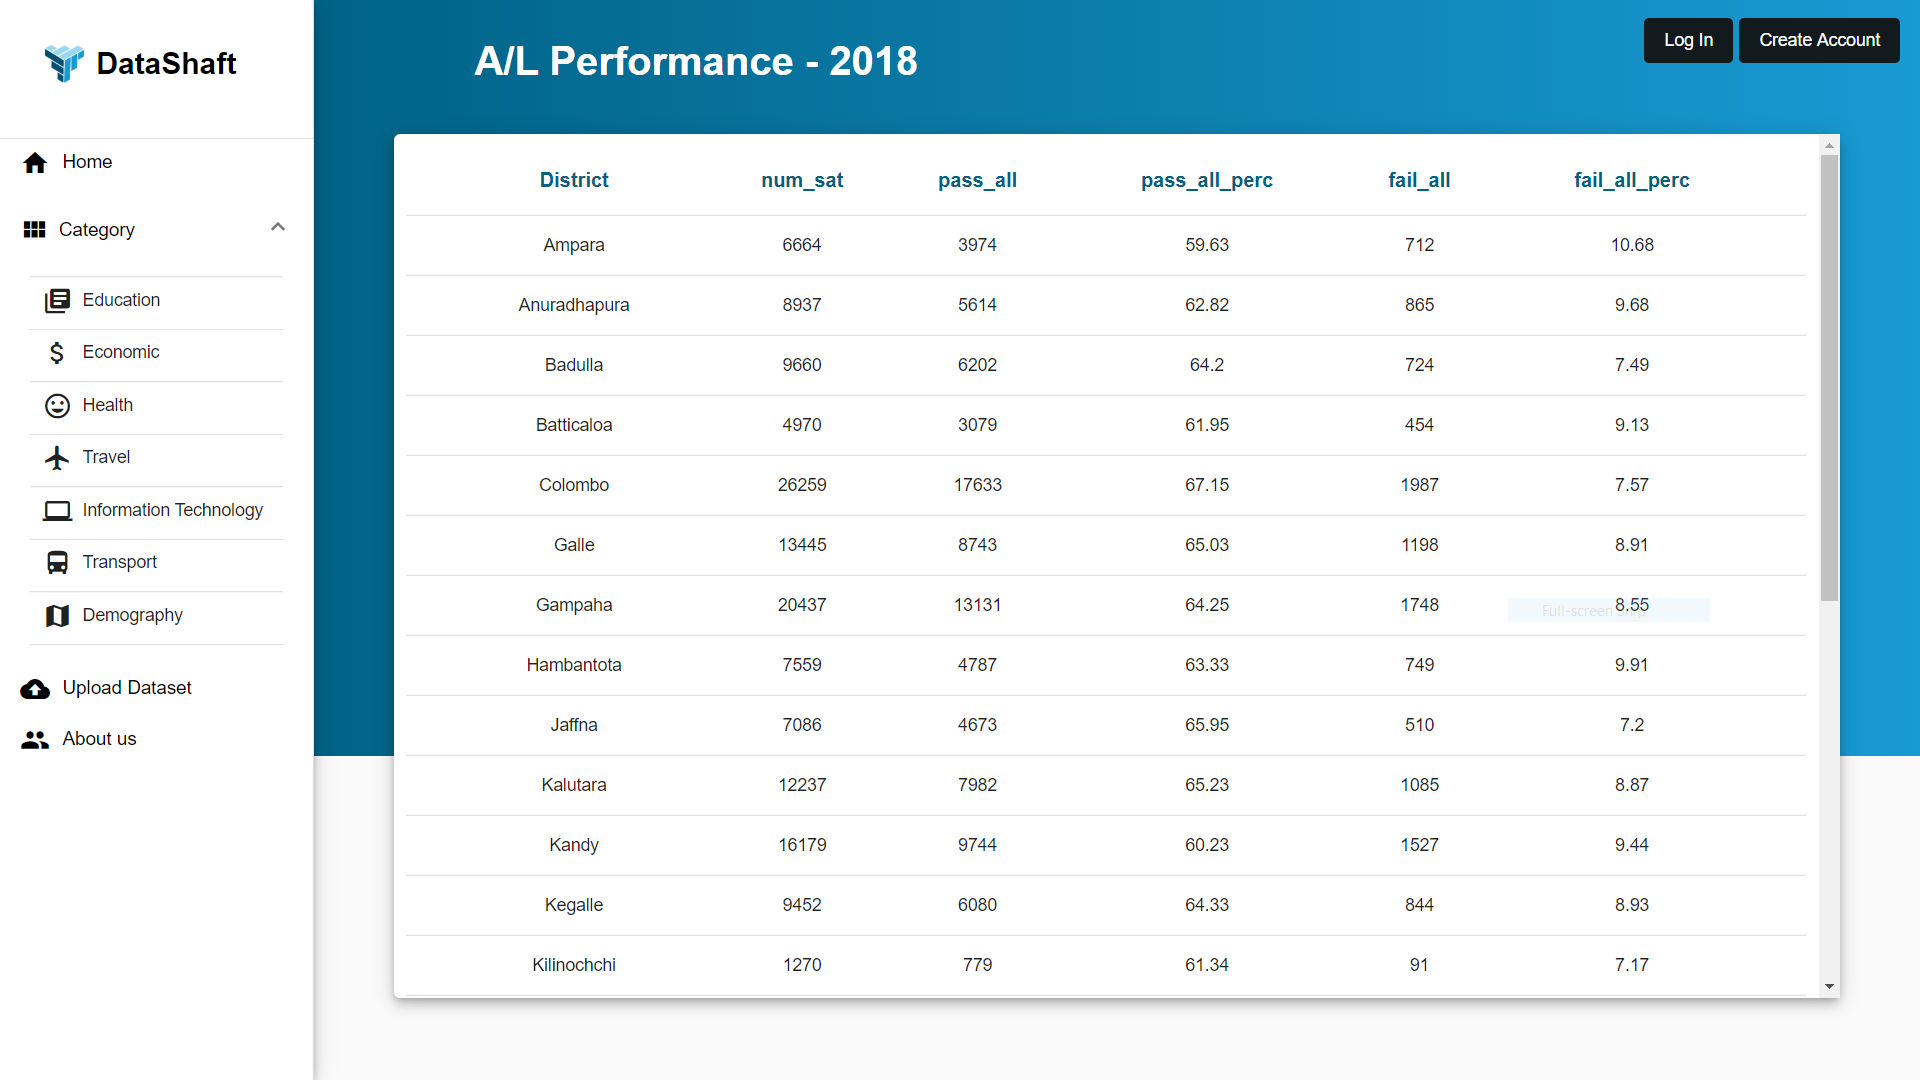 DataShaft
A/L Performance - 2018
Log In
Create Account
Home
Category
Education
Economic
Health
Travel
Information Technology
Transport
Demography
Upload Dataset
About us
District num_sat pass_all pass_all_perc fail_all fail_all_perc
Ampara 6664 3974 59.63 712 10.68
Anuradhapura 8937 5614 62.82 865 9.68
Badulla 9660 6202 64.2 724 7.49
Batticaloa 4970 3079 61.95 454 9.13
Colombo 26259 17633 67.15 1987 7.57
Galle 13445 8743 65.03 1198 8.91
Gampaha 20437 13131 64.25 1748 8.55
Full-screen Snip
Hambantota 7559 4787 63.33 749 9.91
Jaffna 7086 4673 65.95 510 7.2
Kalutara 12237 7982 65.23 1085 8.87
Kandy 16179 9744 60.23 1527 9.44
Kegalle 9452 6080 64.33 844 8.93
Kilinochchi 1270 779 61.34 91 7.17